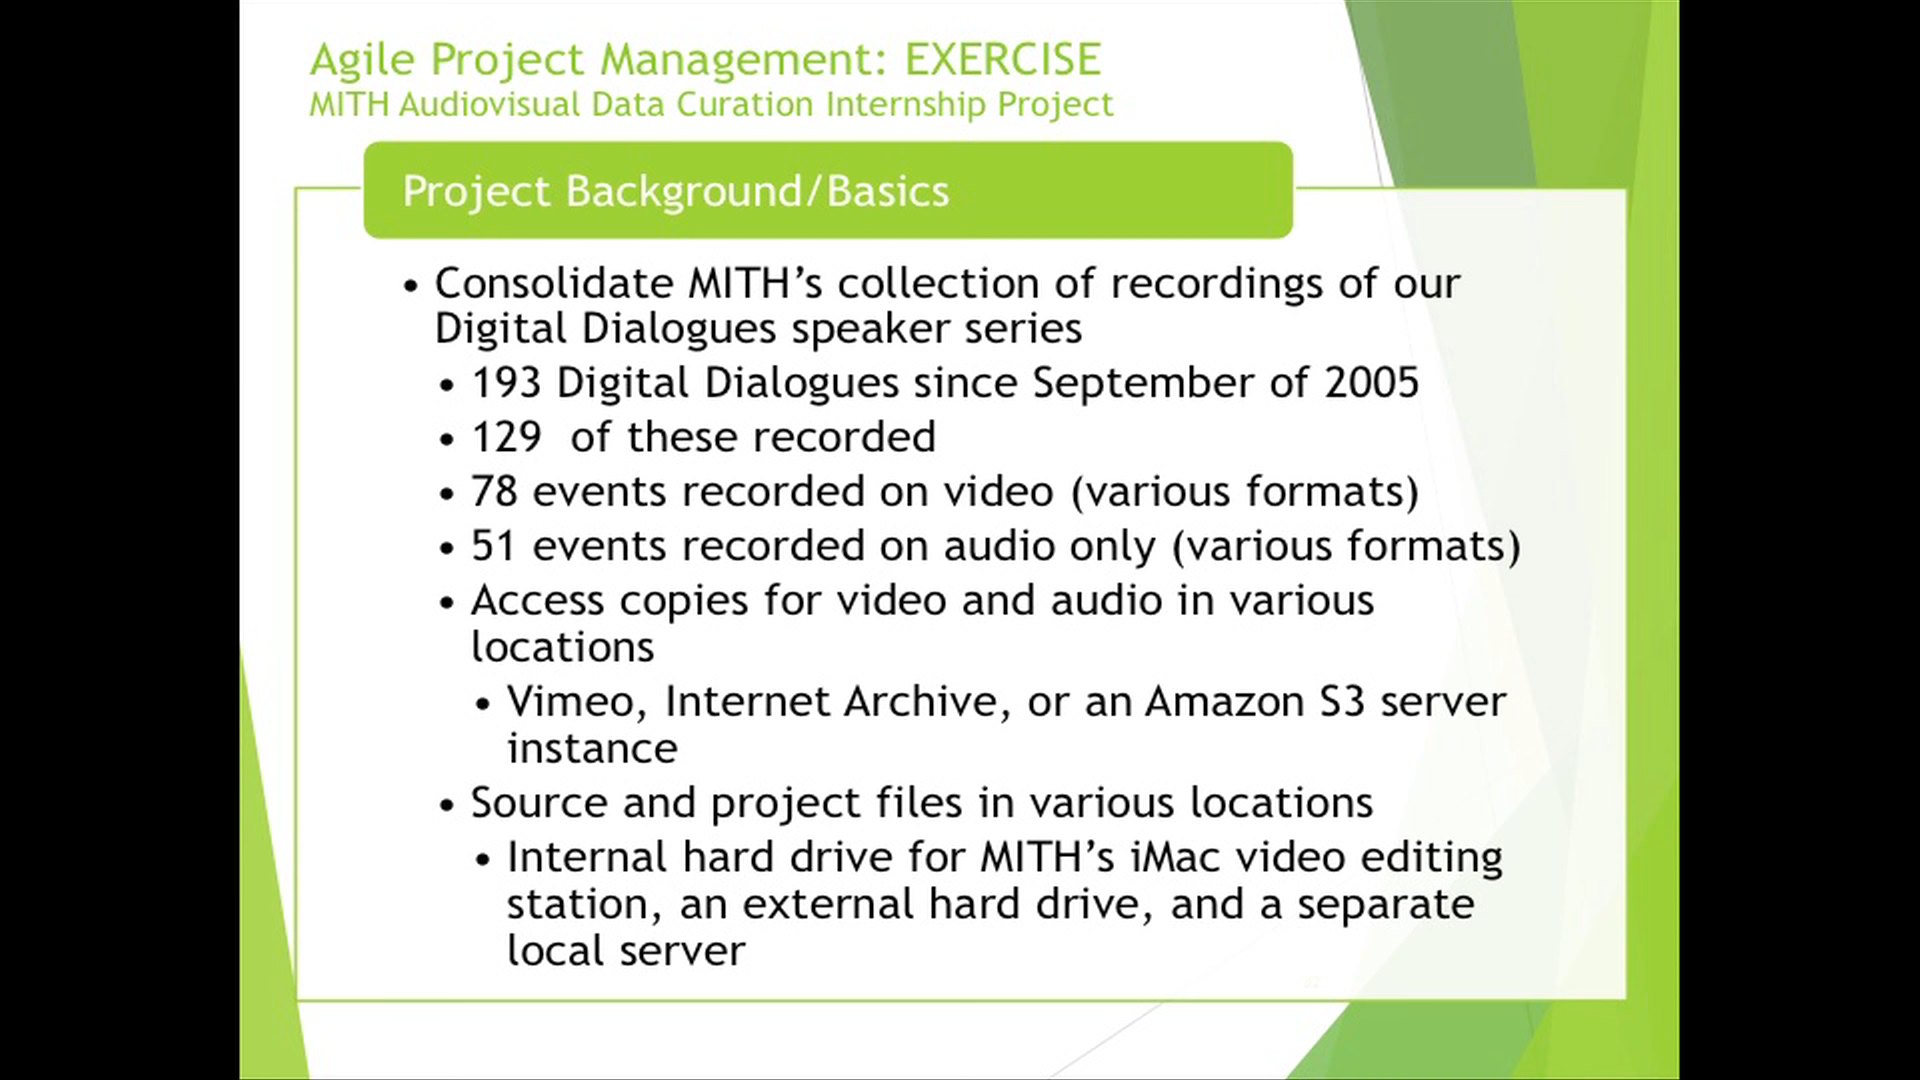 Agile Project Management: EXERCISE
MITH Audiovisual Data Curation Internship Project
Project Background/Basics
• Consolidate MITH’s collection of recordings of our
Digital Dialogues speaker series
• 193 Digital Dialogues since September of 2005
• 129  of these recorded
• 78 events recorded on video (various formats)
• 51 events recorded on audio only (various formats)
• Access copies for video and audio in various
locations
• Vimeo, Internet Archive, or an Amazon S3 server
instance
• Source and project files in various locations
• Internal hard drive for MITH’s iMac video editing
station, an external hard drive, and a separate
local server